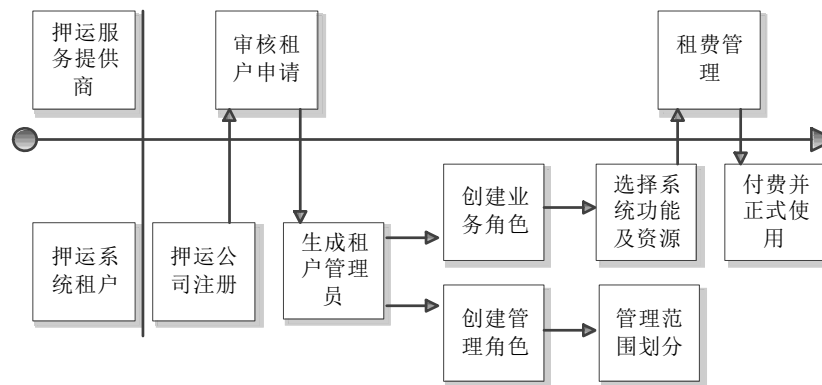 押运服
务提供
商
审核租
户申请
租费管
理
押运系
统租户
押运公
司注册
生成租
户管理
员
创建业
务角色
选择系
统功能
及资源
付费并
正式使
用
创建管
理角色
管理范
围划分